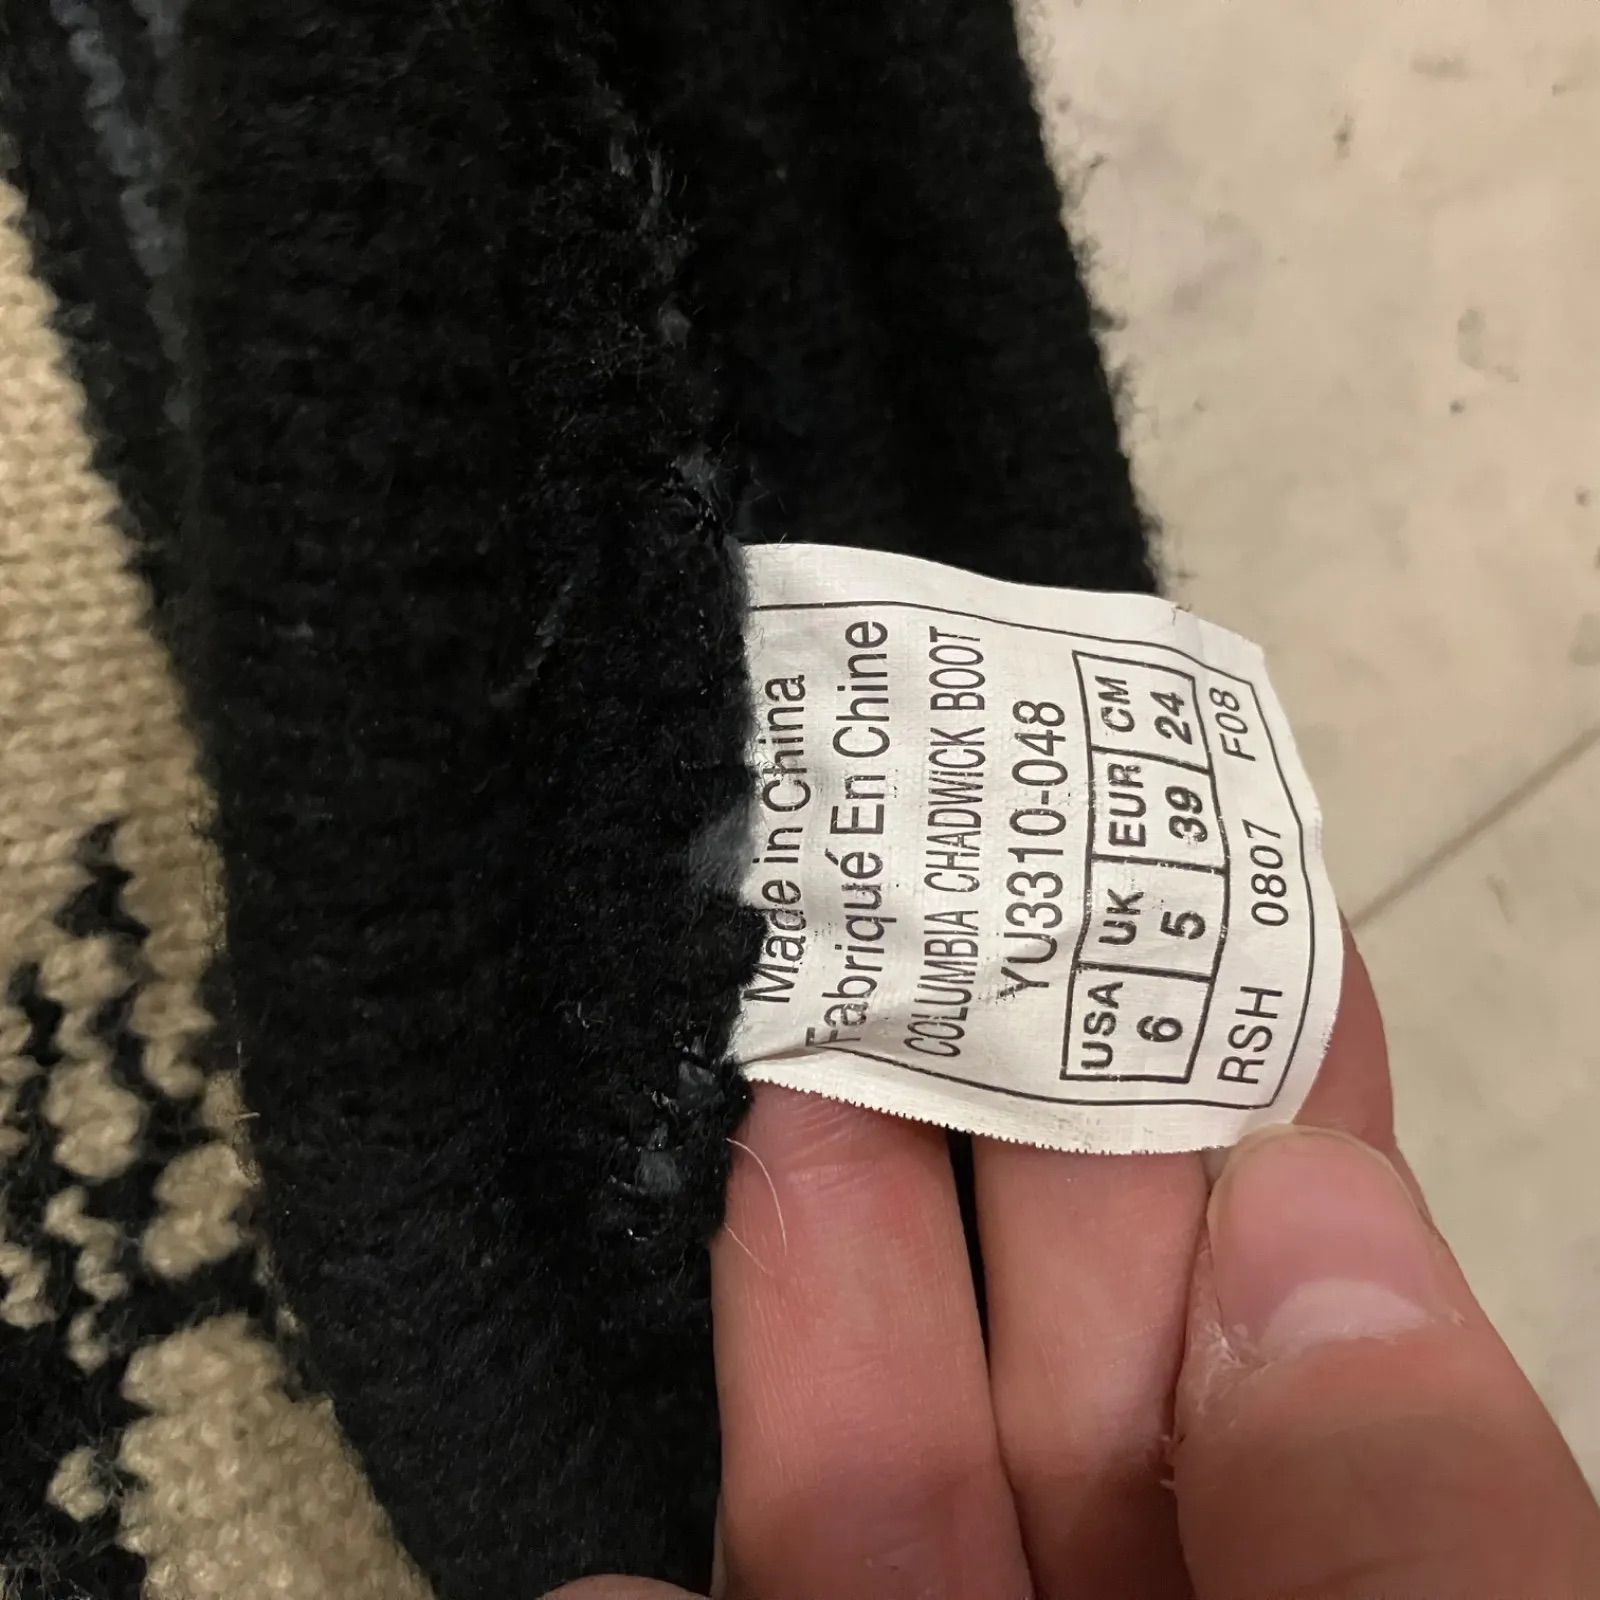 Made in China
Fabriqué En Chine
COLUMBIA CHADWICK BOOT
YU3310-048
USA UK EUR CM
6 5 39 24
RSH 0807 F08